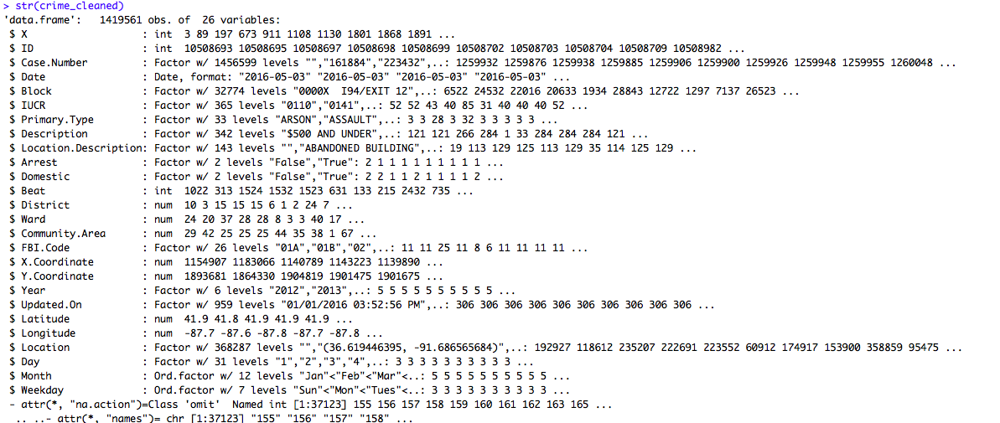 > str(crime_cleaned)
'data.frame':   1419561 obs. of  26 variables:
 $ X                   : int  3 89 197 673 911 1108 1130 1801 1868 1891 ...
 $ ID                  : int  10508693 10508695 10508697 10508698 10508699 10508702 10508703 10508704 10508709 10508982 ...
 $ Case.Number         : Factor w/ 1456599 levels "","161884","223432",..: 1259932 1259876 1259938 1259885 1259906 1259900 1259926 1259948 1259955 1260048 ...
 $ Date                : Date, format: "2016-05-03" "2016-05-03" "2016-05-03" "2016-05-03" ...
 $ Block               : Factor w/ 32774 levels "0000X  I94/EXIT 12",..: 6522 24532 22016 20633 1934 28843 12722 1297 7137 26523 ...
 $ IUCR                : Factor w/ 365 levels "0110","0141",..: 52 52 43 40 85 31 40 40 40 52 ...
 $ Primary.Type        : Factor w/ 33 levels "ARSON","ASSAULT",..: 3 3 28 3 32 3 3 3 3 3 ...
 $ Description         : Factor w/ 342 levels "$500 AND UNDER",..: 121 121 266 284 1 33 284 284 284 121 ...
 $ Location.Description: Factor w/ 143 levels "","ABANDONED BUILDING",..: 19 113 129 125 113 129 35 114 125 129 ...
 $ Arrest              : Factor w/ 2 levels "False","True": 2 1 1 1 1 1 1 1 1 1 ...
 $ Domestic            : Factor w/ 2 levels "False","True": 2 2 1 1 2 1 1 1 1 2 ...
 $ Beat                : int  1022 313 1524 1532 1523 631 133 215 2432 735 ...
 $ District            : num  10 3 15 15 15 6 1 2 24 7 ...
 $ Ward                : num  24 20 37 28 28 8 3 3 40 17 ...
 $ Community.Area      : num  29 42 25 25 25 44 35 38 1 67 ...
 $ FBI.Code            : Factor w/ 26 levels "01A","01B","02",..: 11 11 25 11 8 6 11 11 11 11 ...
 $ X.Coordinate        : num  1154907 1183066 1140789 1143223 1139890 ...
 $ Y.Coordinate        : num  1893681 1864330 1904819 1901475 1901675 ...
 $ Year                : Factor w/ 6 levels "2012","2013",..: 5 5 5 5 5 5 5 5 5 5 ...
 $ Updated.On          : Factor w/ 959 levels "01/01/2016 03:52:56 PM",..: 306 306 306 306 306 306 306 306 306 306 ...
 $ Latitude            : num  41.9 41.8 41.9 41.9 41.9 ...
 $ Longitude           : num  -87.7 -87.6 -87.8 -87.7 -87.8 ...
 $ Location            : Factor w/ 368287 levels "","(36.619446395, -91.686565684)",..: 192927 118612 235207 222691 223552 60912 174917 153900 358859 95475 ...
 $ Day                 : Factor w/ 31 levels "1","2","3","4",..: 3 3 3 3 3 3 3 3 3 3 ...
 $ Month               : Ord.factor w/ 12 levels "Jan"<"Feb"<"Mar"<..: 5 5 5 5 5 5 5 5 5 5 ...
 $ Weekday             : Ord.factor w/ 7 levels "Sun"<"Mon"<"Tues"<..: 3 3 3 3 3 3 3 3 3 3 ...
 - attr(*, "na.action")=Class 'omit'  Named int [1:37123] 155 156 157 158 159 160 161 162 163 165 ...
  .. ..- attr(*, "names")= chr [1:37123] "155" "156" "157" "158" ...